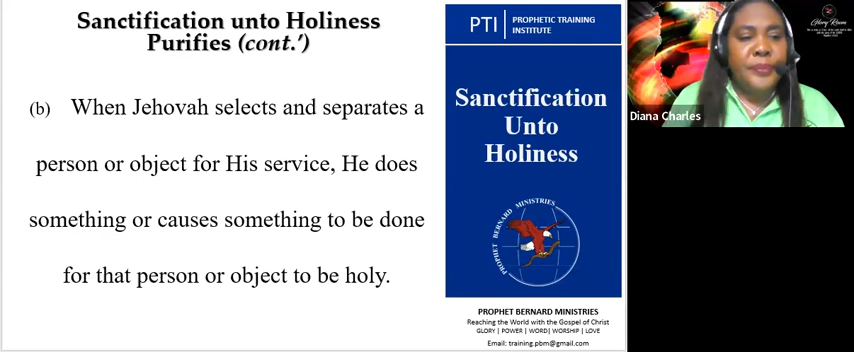 Sanctification unto Holiness
Purifies (cont.’)
(b) When Jehovah selects and separates a
person or object for His service, He does
something or causes something to be done
for that person or object to be holy.
PTI
PROPHETIC TRAINING
INSTITUTE
Sanctification
Unto
Holiness
PROPHET BERNARD MINISTRIES
PROPHET BERNARD MINISTRIES
Reaching the World with the Gospel of Christ
GLORY | POWER | WORD| WORSHIP | LOVE
Email: training.pbm@gmail.com
Glory Room
Diana Charles